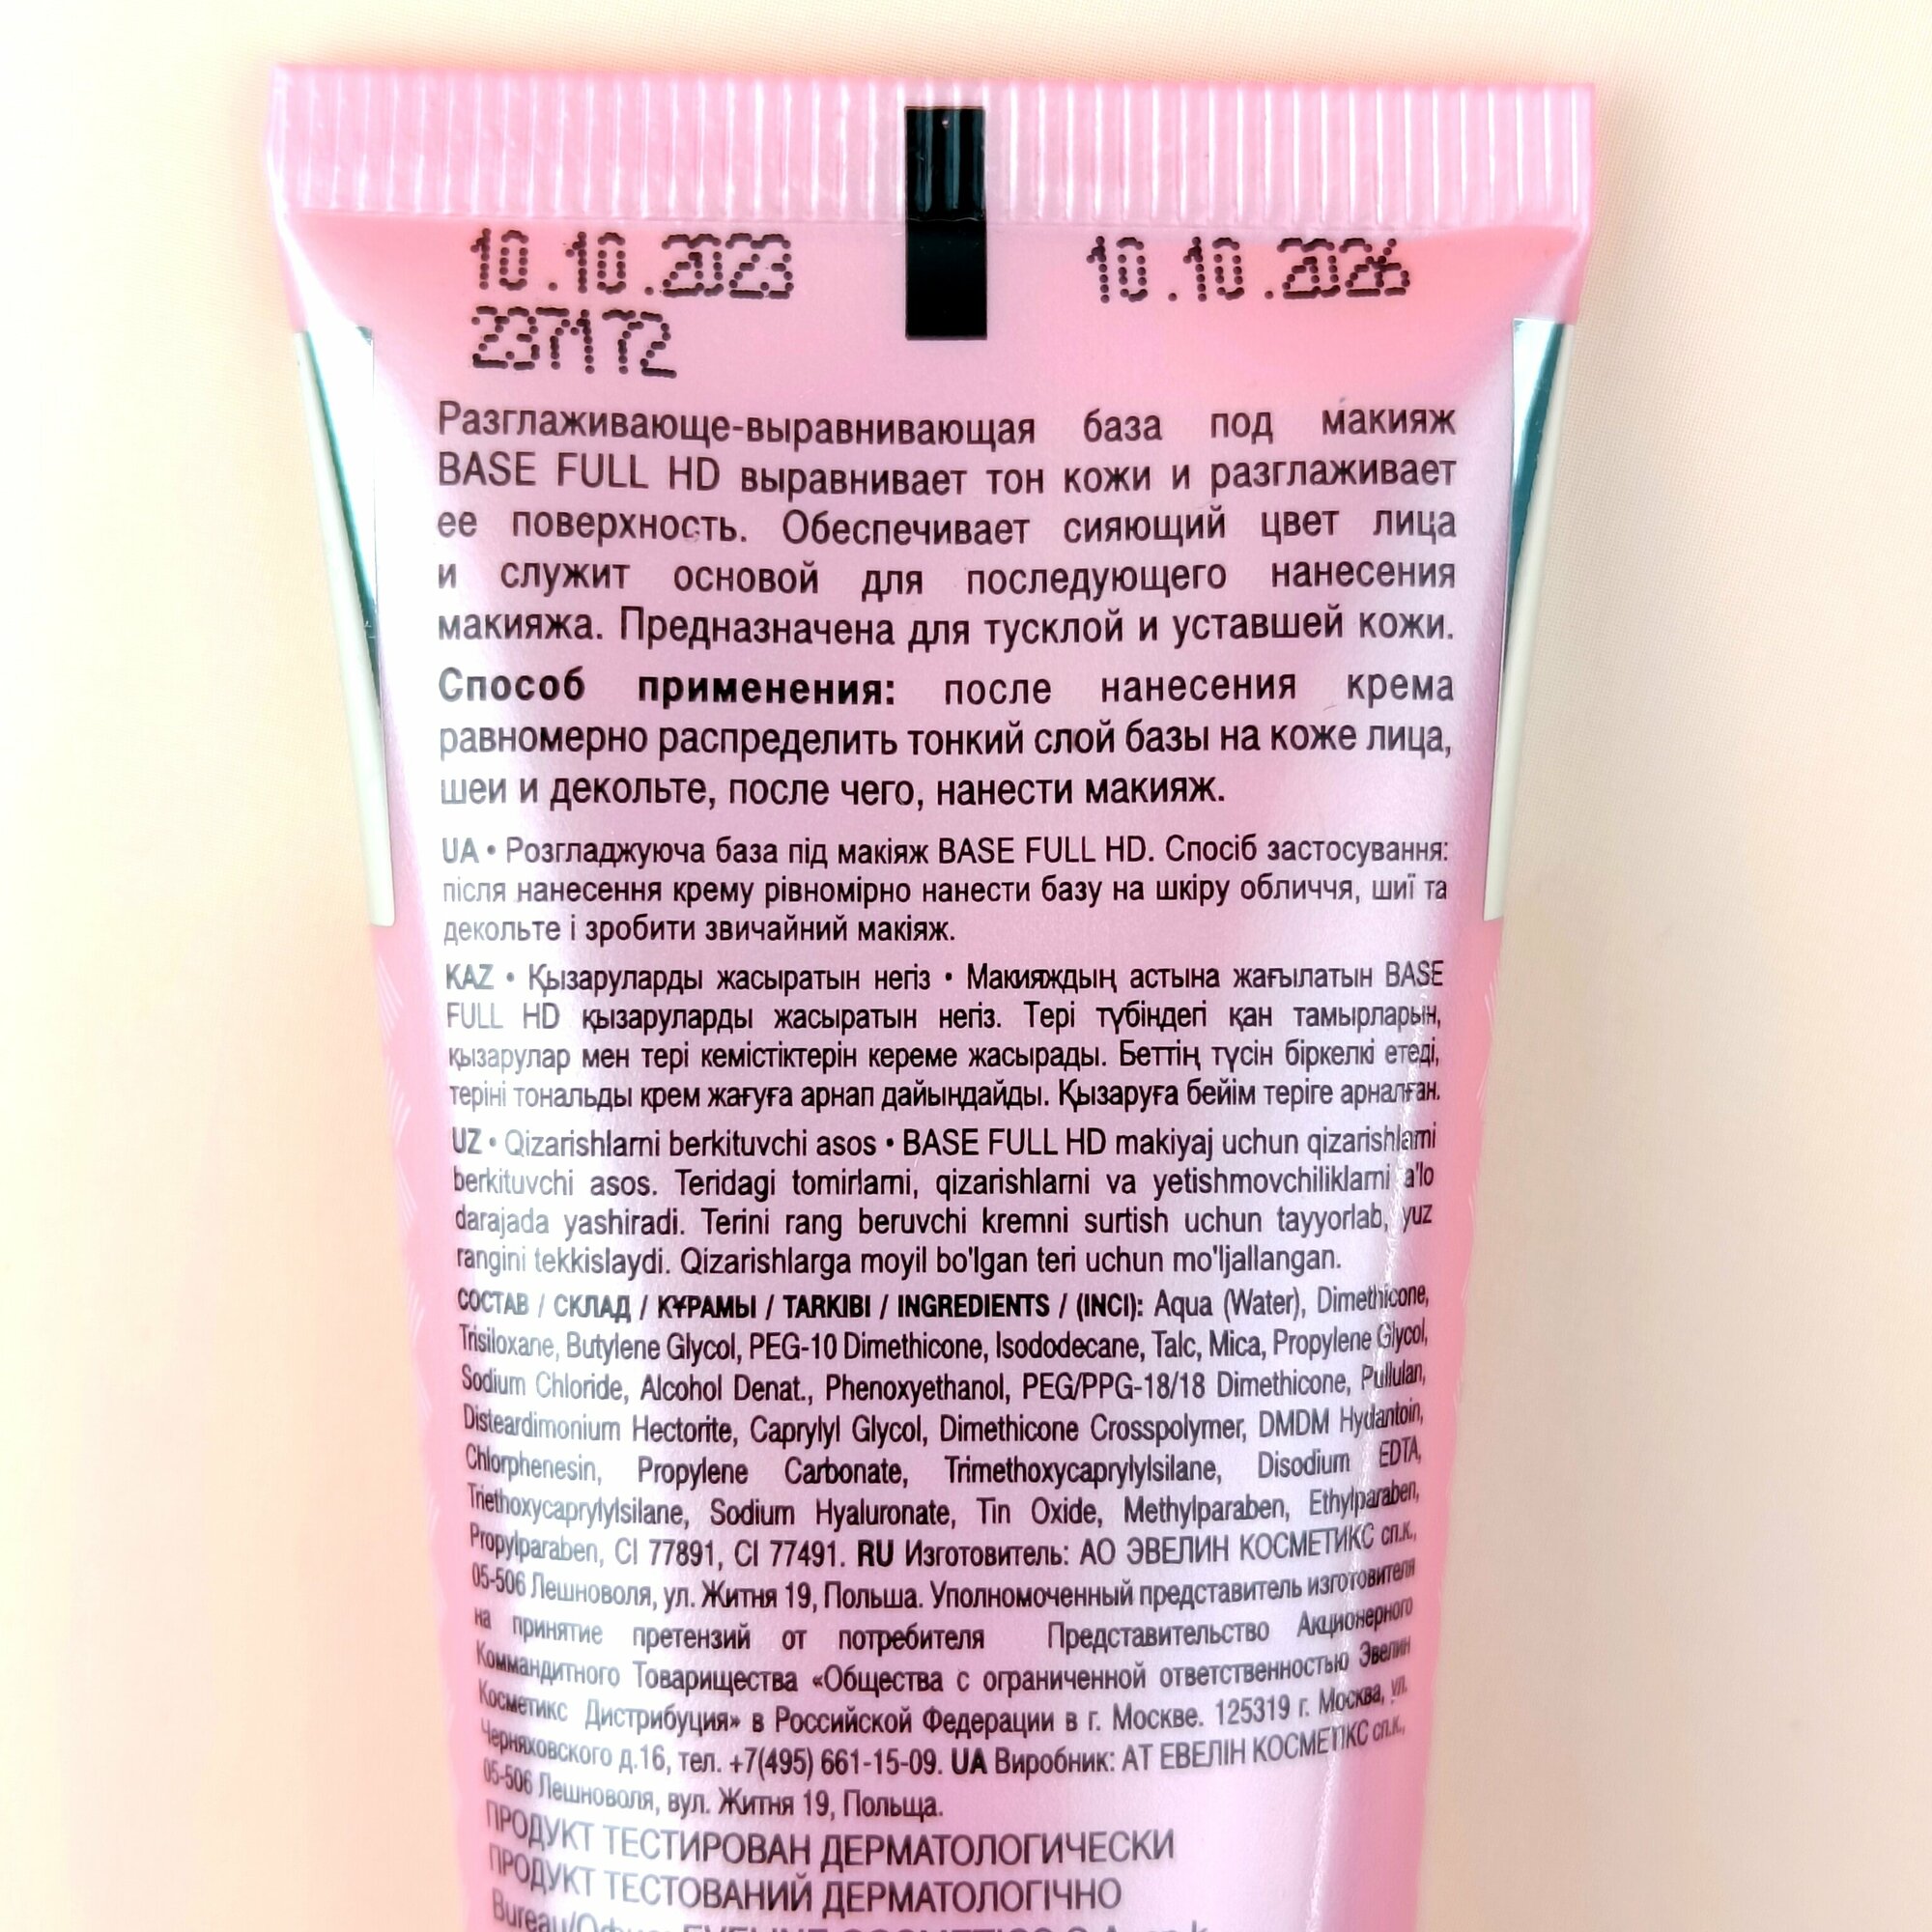 10.10.2023
10.10.2026
237172
Разглаживающе-выравнивающая база под макияж
BASE FULL HD выравнивает тон кожи и разглаживает
ее поверхность. Обеспечивает сияющий цвет лица
и служит основой для последующего нанесения
макияжа. Предназначена для тусклой и уставшей кожи.
Способ применения: после нанесения крема
равномерно распределить тонкий слой базы на коже лица,
шеи и декольте, после чего, нанести макияж.
UA • Розгладжуюча база під макіяж BASE FULL HD. Спосіб застосування:
після нанесення крему рівномірно нанести базу на шкіру обличчя, шиї та
декольте і зробити звичайний макіяж.
KAZ • Қызаруларды жасыратын негіз • Макияждың астына жағылатын BASE
FULL HD қызаруларды жасыратын негіз. Тері түбіндегі қан тамырларын,
қызарулар мен тері кемістіктерін кереме жасырады. Беттің түсін біркелкі етеді,
теріні тональды крем жағуға арнап дайындайды. Қызаруға бейім теріге арналған.
UZ • Qizarishlarni berkituvchi asos • BASE FULL HD makiyaj uchun qizarishlarni
berkituvchi asos. Teridagi tomirlarni, qizarishlarni va yetishmovchiliklarni a'lo
darajada yashiradi. Terini rang beruvchi kremni surtish uchun tayyorlab, yuz
rangini tekkislaydi. Qizarishlarga moyil bo'lgan teri uchun mo'ljallangan.
СОСТАВ / СКЛАД / ҚҰРАМЫ / TARKIBI / INGREDIENTS / (INCI): Aqua (Water), Dimethicone,
Trisiloxane, Butylene Glycol, PEG-10 Dimethicone, Isododecane, Talc, Mica, Propylene Glycol,
Sodium Chloride, Alcohol Denat., Phenoxyethanol, PEG/PPG-18/18 Dimethicone, Pullulan,
Disteardimonium Hectorite, Caprylyl Glycol, Dimethicone Crosspolymer, DMDM Hydantoin,
Chlorphenesin, Propylene Carbonate, Trimethoxycaprylylsilane, Disodium EDTA,
Triethoxycaprylylsilane, Sodium Hyaluronate, Tin Oxide, Methylparaben, Ethylparaben,
Propylparaben, CI 77891, CI 77491. RU Изготовитель: АО ЭВЕЛИН КОСМЕТИКС сп.к.,
05-506 Лешноволя, ул. Житня 19, Польша. Уполномоченный представитель изготовителя
на принятие претензий от потребителя Представительство Акционерного
Коммандитного Товарищества «Общества с ограниченной ответственностью Эвелин
Косметикс Дистрибуция» в Российской Федерации в г. Москве. 125319 г. Москва, ул.
Черняховского д.16, тел. +7(495) 661-15-09. UA Виробник: АТ ЕВЕЛІН КОСМЕТІКС сп.к.,
05-506 Лешноволя, вул. Житня 19, Польща.
ПРОДУКТ ТЕСТИРОВАН ДЕРМАТОЛОГИЧЕСКИ
ПРОДУКТ ТЕСТОВАНИЙ ДЕРМАТОЛОГІЧНО
Bureau/Офис: EVELINE COSMETICS S.A. sp.k.